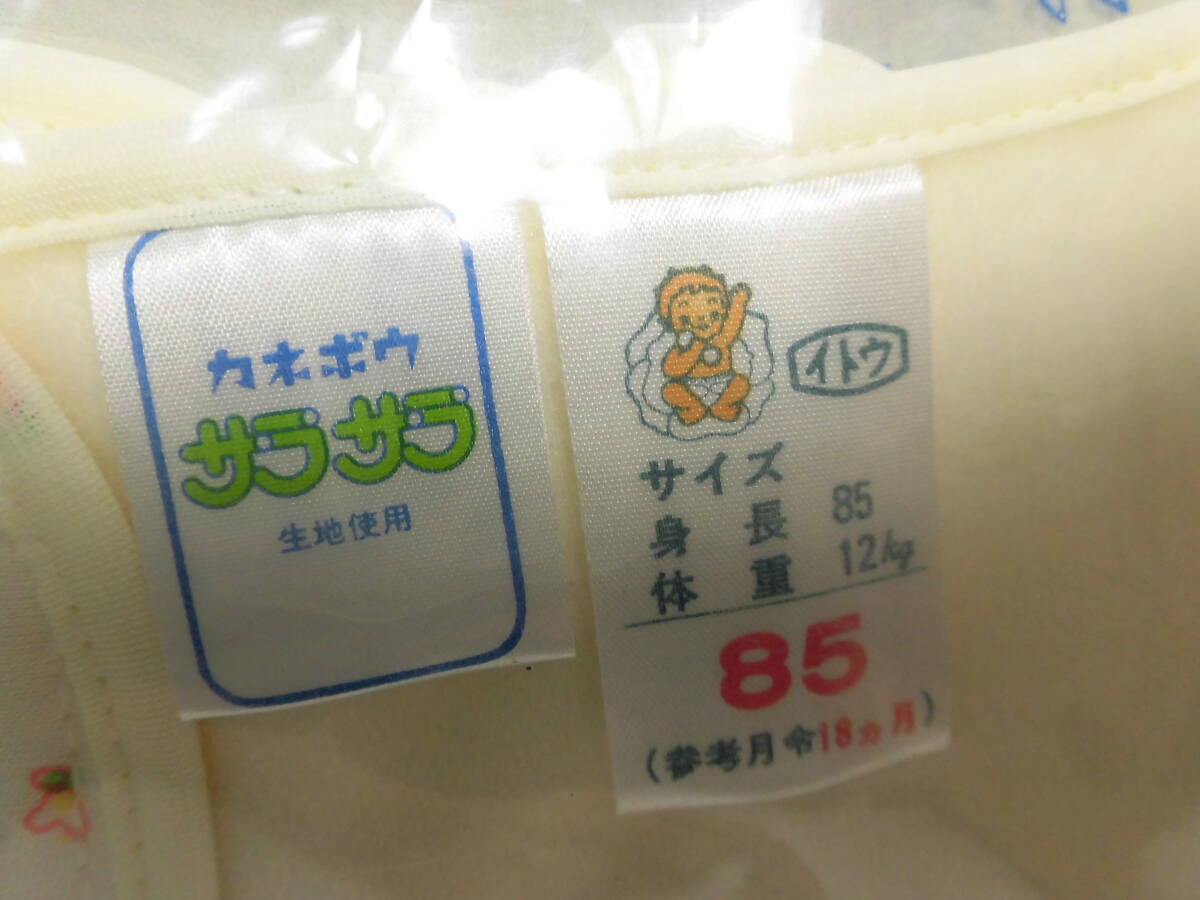 カネボウ
サラサラ
生地使用
イトウ
サイズ
身長 85
体重 12kg
85
(参考月令18ヵ月)